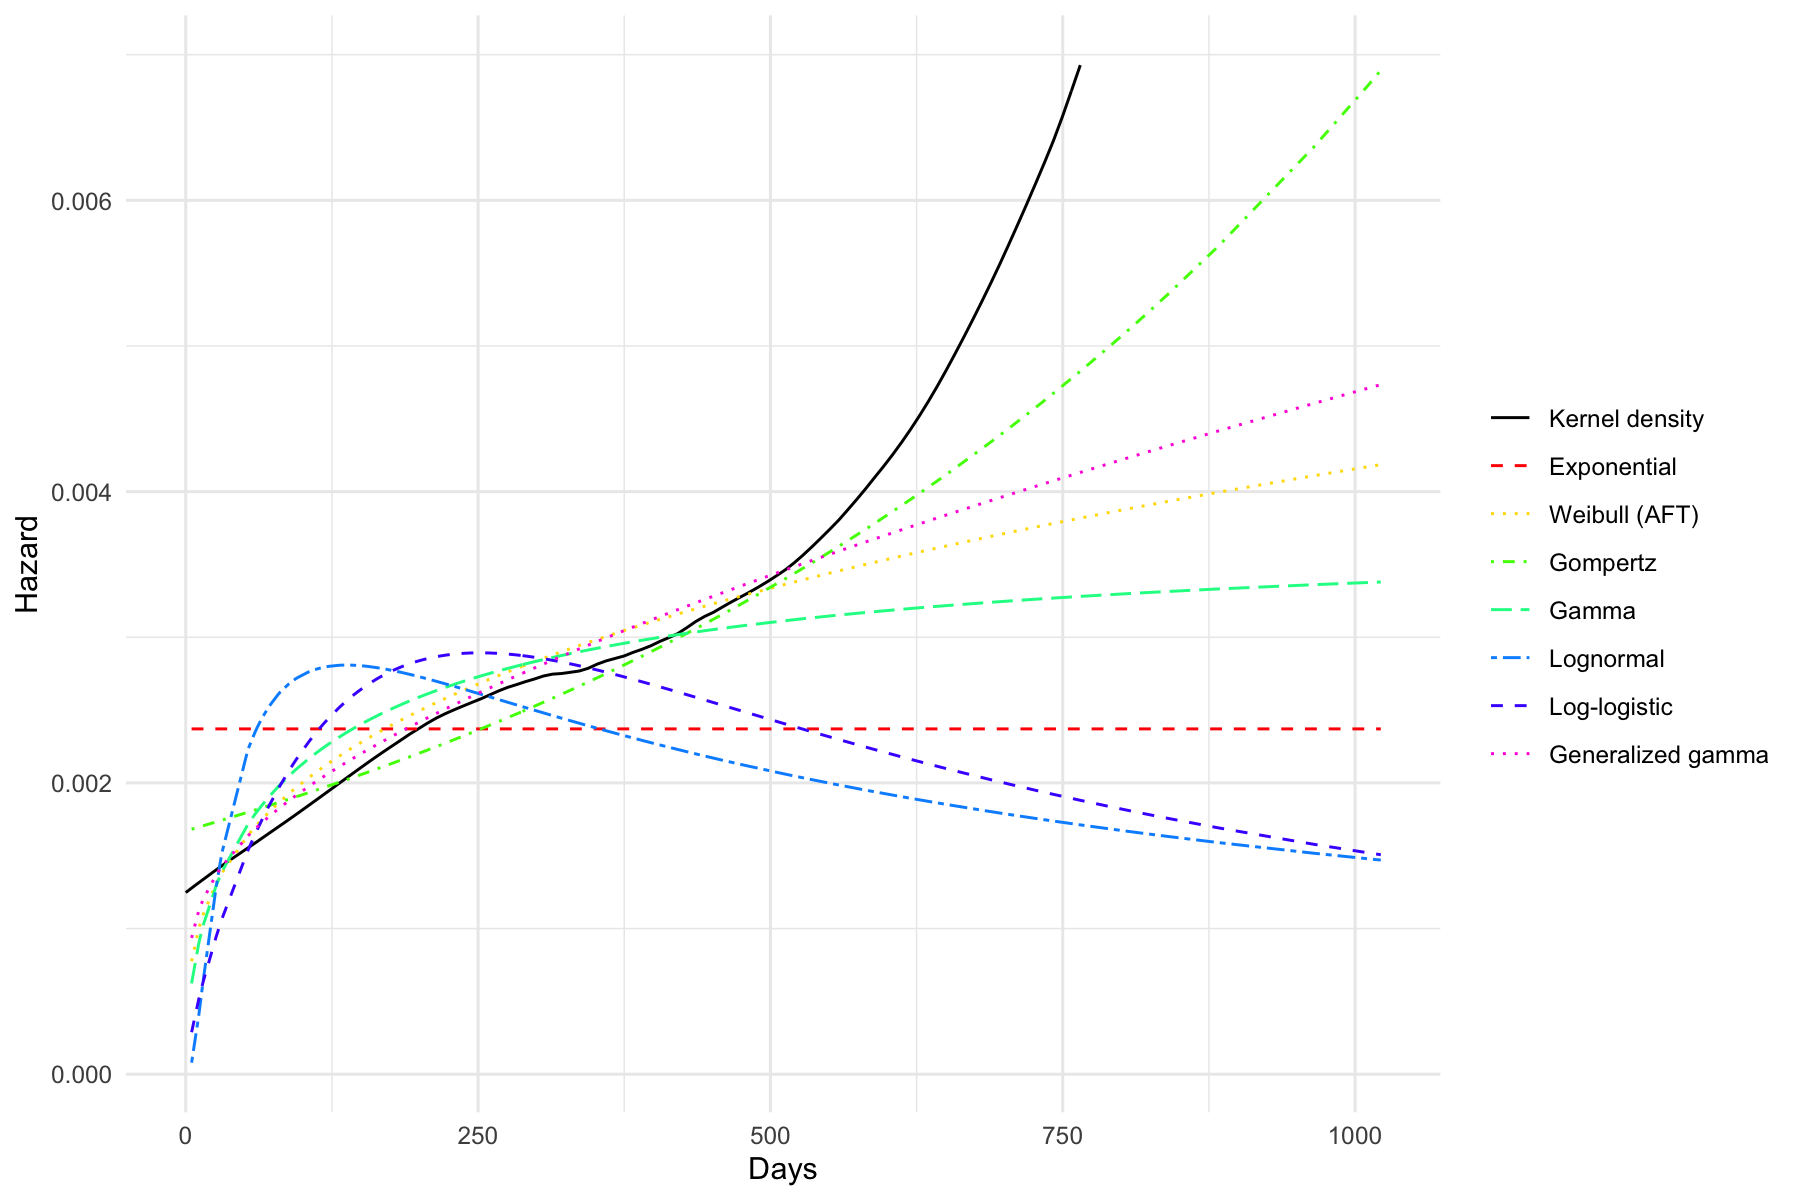 Hazard
0.006
0.004
0.002
0.000
0
250
500
750
1000
Days
Kernel density
Exponential
Weibull (AFT)
Gompertz
Gamma
Lognormal
Log-logistic
Generalized gamma